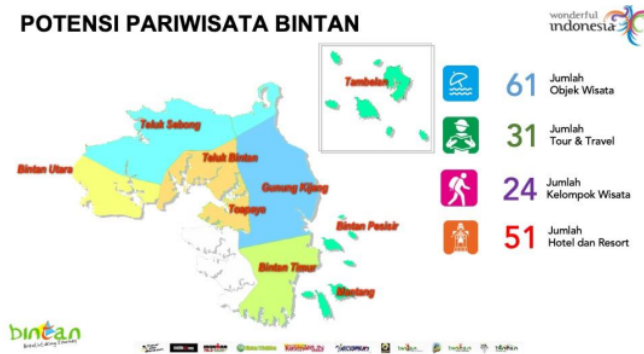 POTENSI PARIWISATA BINTAN
wonderful
indonesia
Tambelan
Teluk Sebong
Bintan Utara
Teluk Bintan
Gunung Kijang
Toapaya
Bintan Pesisir
Bintan Timur
Mantang
61 Jumlah
Objek Wisata
31 Jumlah
Tour & Travel
24 Jumlah
Kelompok Wisata
51 Jumlah
Hotel dan Resort
bintan